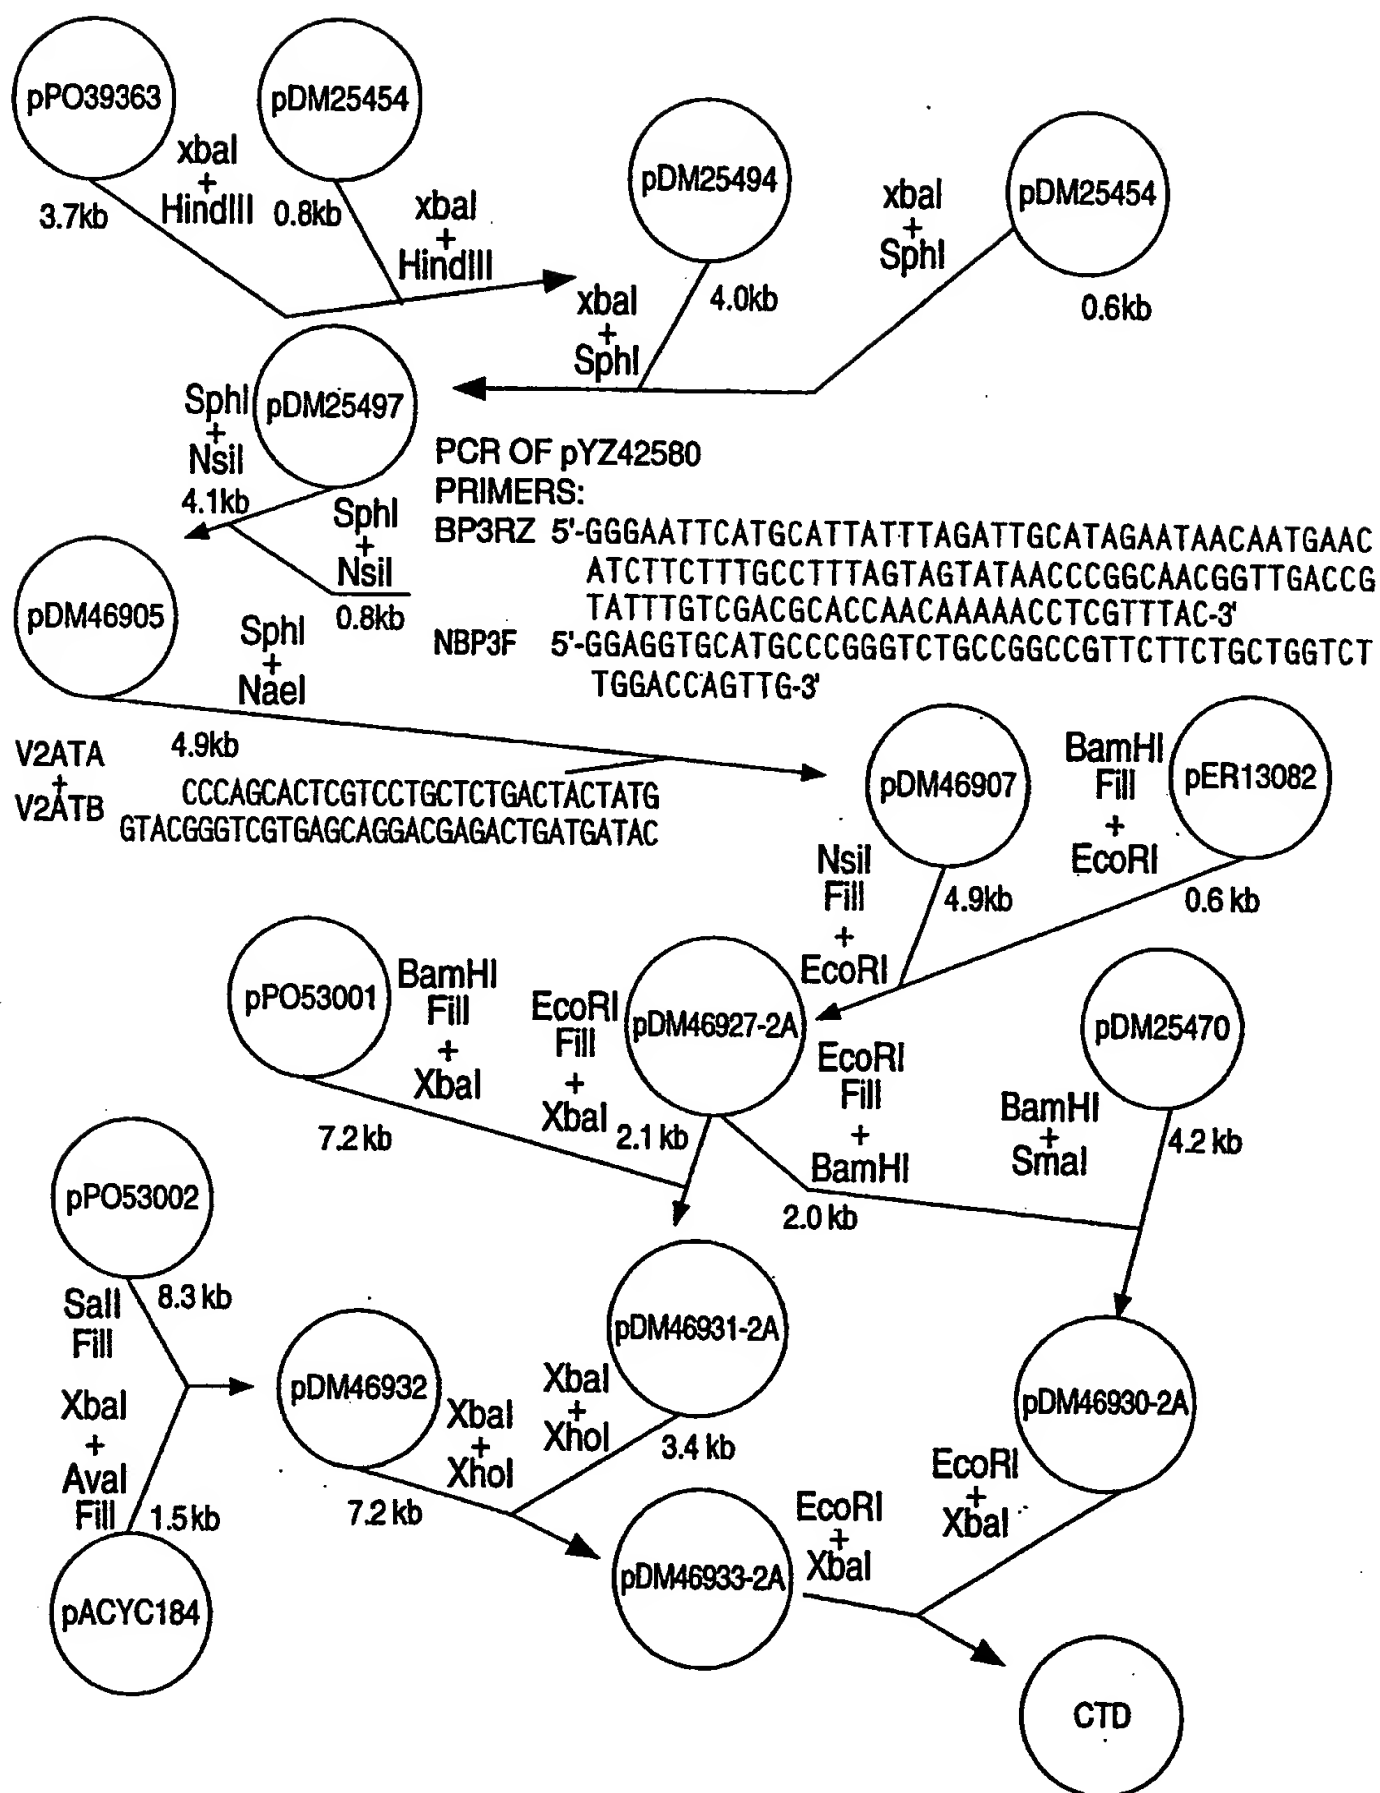 pPO39363
pDM25454
xbaI
+
HindIII
3.7kb
0.8kb
xbaI
+
HindIII
pDM25494
xbaI
+
SphI
pDM25454
4.0kb
0.6kb
xbaI
+
SphI
pDM25497
SphI
+
NsiI
4.1kb
SphI
+
NsiI
0.8kb
PCR OF pYZ42580
PRIMERS:
BP3RZ 5'-GGGAATTCATGCATTATTTAGATTGCATAGAATAACAATGAAC
ATCTTCTTTGCCTTTAGTAGTATAACCCGGCAACGGTTGACCG
TATTTGTCGACGCACCAACAAAAACCTCGTTTAC-3'
NBP3F 5'-GGAGGTGCATGCCCGGGTCTGCCGGCCGTTCTTCTGCTGGTCT
TGGACCAGTTG-3'
pDM46905
SphI
+
NaeI
4.9kb
V2ATA
+
V2ATB
CCCAGCACTCGTCCTGCTCTGACTACTATG
GTACGGGTCGTGAGCAGGACGAGACTGATGATAC
pDM46907
BamHI
Fill
+
EcoRI
pER13082
NsiI
Fill
+
EcoRI
4.9kb
0.6 kb
pPO53001
BamHI
Fill
+
XbaI
EcoRI
Fill
+
XbaI
pDM46927-2A
EcoRI
Fill
+
BamHI
pDM25470
BamHI
+
SmaI
7.2 kb
2.1 kb
4.2 kb
2.0 kb
pPO53002
SalI
Fill
8.3 kb
XbaI
+
AvaI
Fill
1.5kb
pACYC184
pDM46932
XbaI
+
XhoI
7.2 kb
pDM46931-2A
XbaI
+
XhoI
3.4 kb
pDM46930-2A
EcoRI
+
XbaI
pDM46933-2A
EcoRI
+
XbaI
CTD